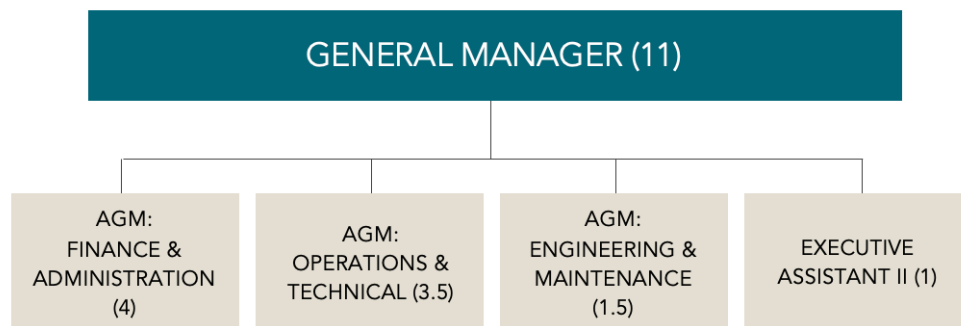 GENERAL MANAGER (11)
AGM:
FINANCE &
ADMINISTRATION
(4)
AGM:
OPERATIONS &
TECHNICAL (3.5)
AGM:
ENGINEERING &
MAINTENANCE
(1.5)
EXECUTIVE
ASSISTANT II (1)